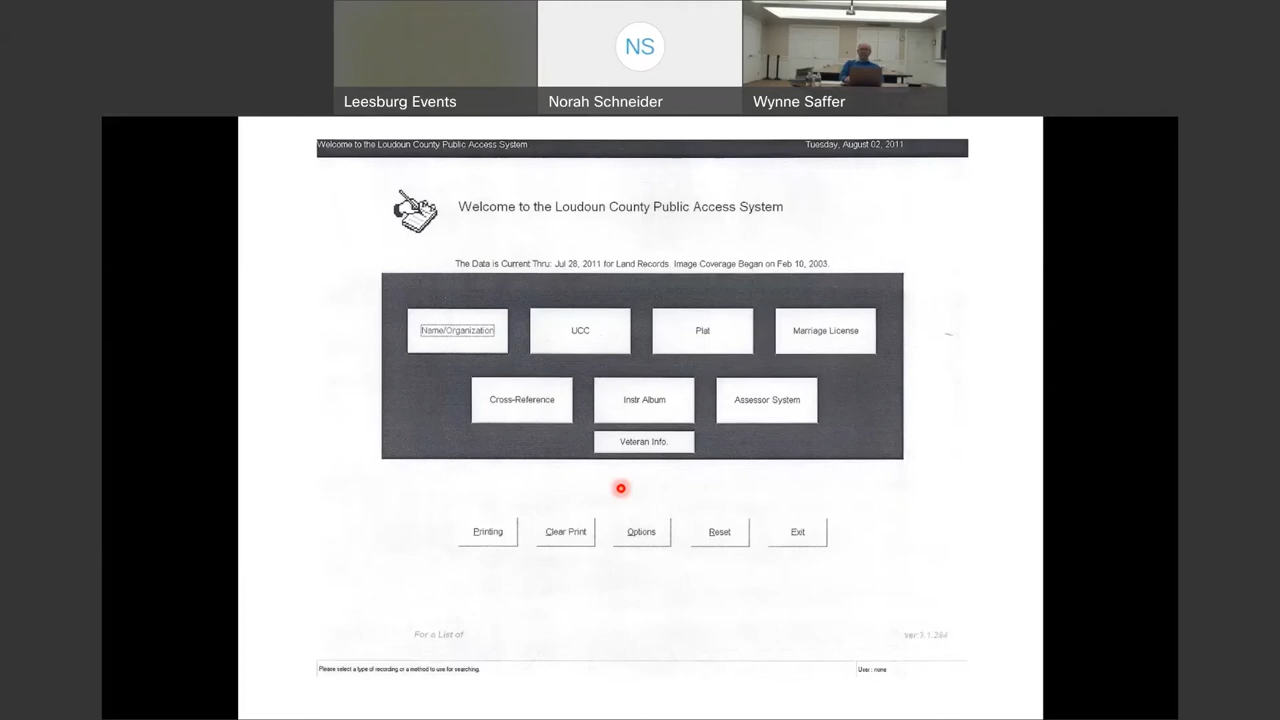 NS
Leesburg Events
Norah Schneider
Wynne Saffer
Welcome to the Loudoun County Public Access System
Tuesday, August 02, 2011
Welcome to the Loudoun County Public Access System
The Data is Current Thru: Jul 28, 2011 for Land Records. Image Coverage Began on Feb 10, 2003.
Name/Organization
UCC
Plat
Marriage License
Cross-Reference
Instr Album
Assessor System
Veteran Info.
Printing
Clear Print
Options
Reset
Exit
For a List of
ver:3.1.284
Please select a type of recording or a method to use for searching.
User : none